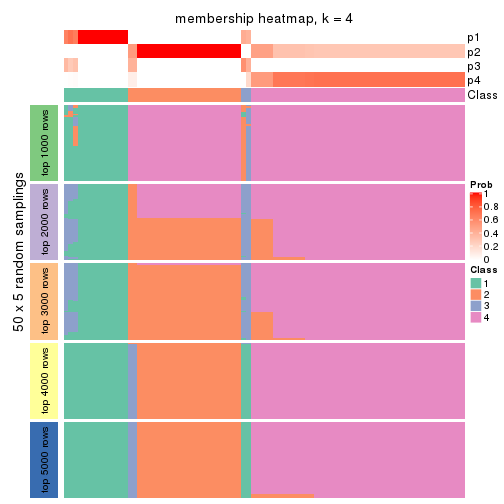 membership heatmap, k = 4
p1
p2
p3
p4
Class
50 x 5 random samplings
top 1000 rows
top 2000 rows
top 3000 rows
top 4000 rows
top 5000 rows
Prob
1
0.8
0.6
0.4
0.2
0
Class
1
2
3
4